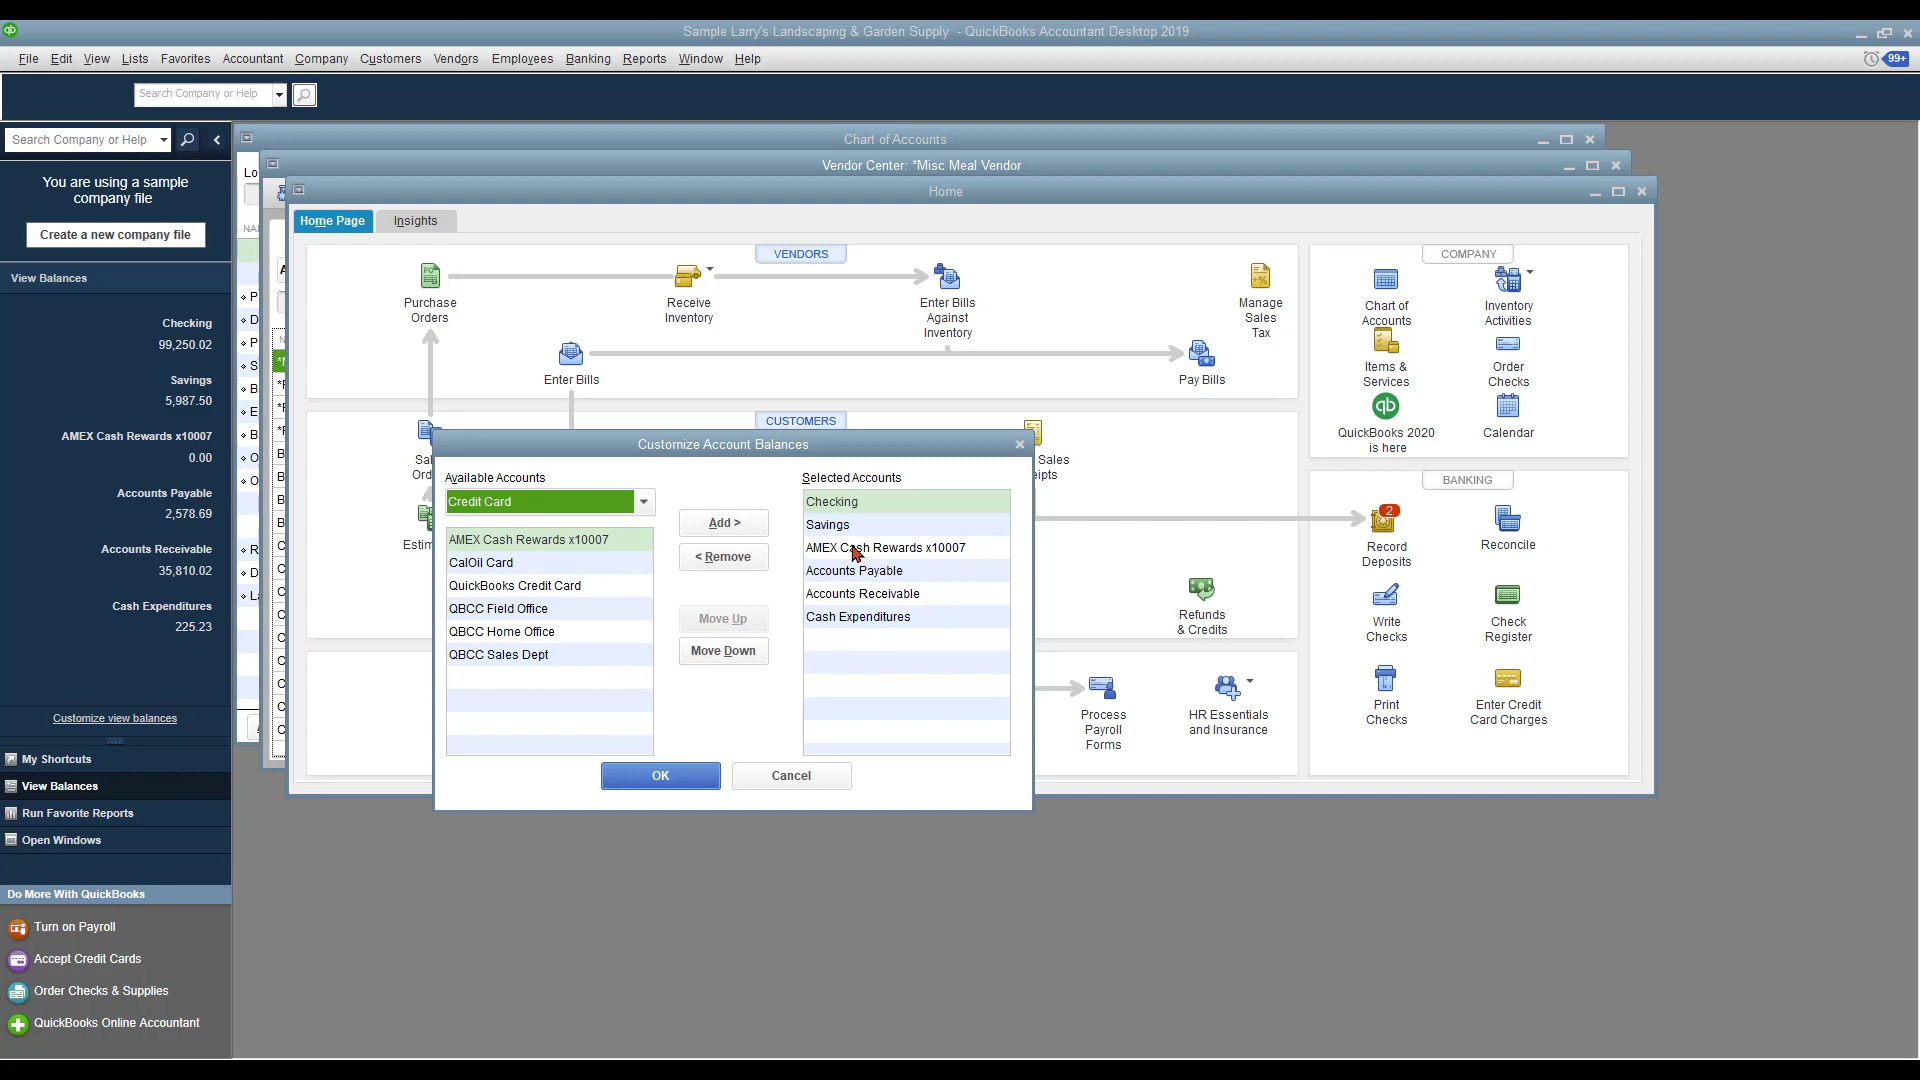 Sample Larry's Landscaping & Garden Supply - QuickBooks Accountant Desktop 2019
File Edit View Lists Favorites Accountant Company Customers Vendors Employees Banking Reports Window Help
99+
Search Company or Help
Search Company or Help
You are using a sample
company file
Create a new company file
View Balances
Checking
99,250.02
Savings
5,987.50
AMEX Cash Rewards x10007
0.00
Accounts Payable
2,578.69
Accounts Receivable
35,810.02
Cash Expenditures
225.23
Customize view balances
My Shortcuts
View Balances
Run Favorite Reports
Open Windows
Do More With QuickBooks
Turn on Payroll
Accept Credit Cards
Order Checks & Supplies
QuickBooks Online Accountant
Chart of Accounts
Lo
Vendor Center: *Misc Meal Vendor
Home
Home Page Insights
VENDORS
Purchase
Orders
Receive
Inventory
Enter Bills
Against
Inventory
Manage
Sales
Tax
Enter Bills
Pay Bills
CUSTOMERS
Sales
ipts
Refunds
& Credits
Process
Payroll
Forms
HR Essentials
and Insurance
COMPANY
Chart of
Accounts
Inventory
Activities
Items &
Services
Order
Checks
QuickBooks 2020
is here
Calendar
BANKING
2
Record
Deposits
Reconcile
Write
Checks
Check
Register
Print
Checks
Enter Credit
Card Charges
Customize Account Balances
Available Accounts
Credit Card
AMEX Cash Rewards x10007
CalOil Card
QuickBooks Credit Card
QBCC Field Office
QBCC Home Office
QBCC Sales Dept
Add >
< Remove
Move Up
Move Down
Selected Accounts
Checking
Savings
AMEX Cash Rewards x10007
Accounts Payable
Accounts Receivable
Cash Expenditures
OK
Cancel